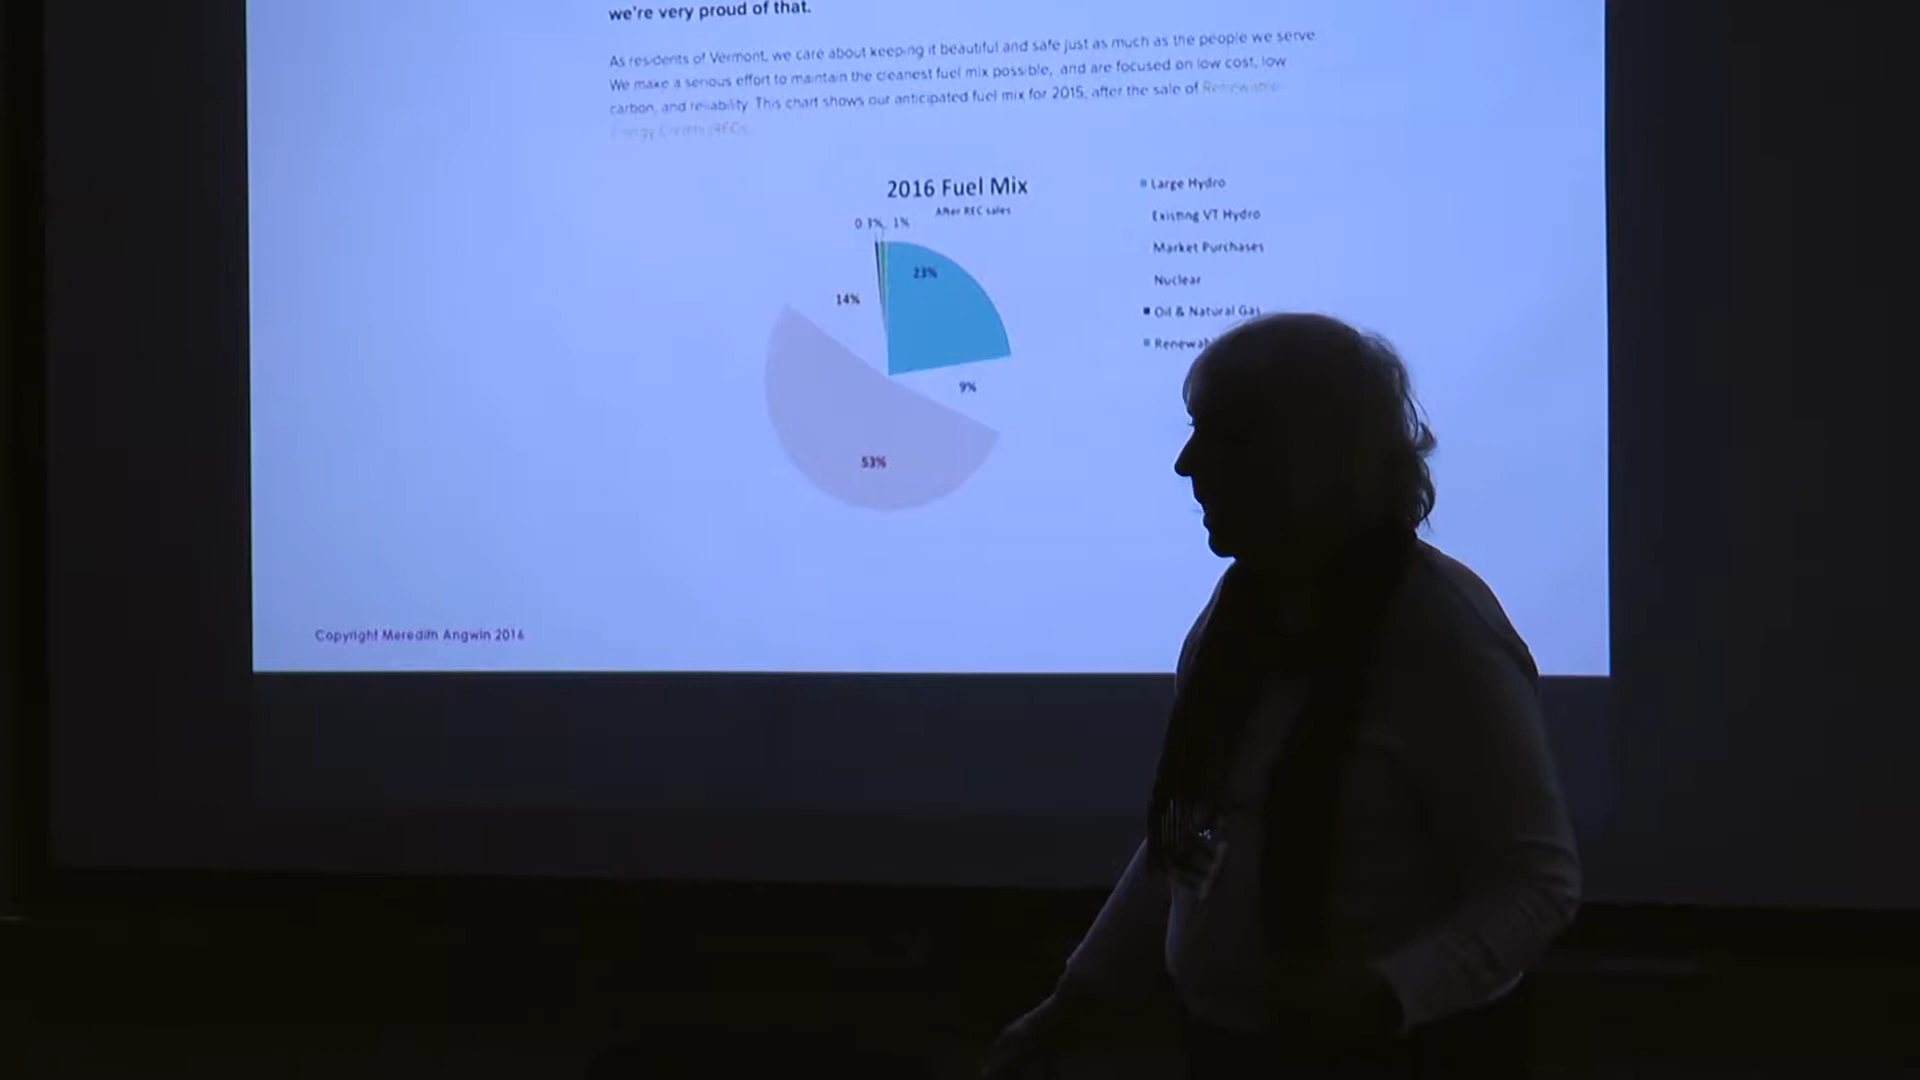 we're very proud of that.
As residents of Vermont, we care about keeping it beautiful and safe just as much as the people we serve
We make a serious effort to maintain the cleanest fuel mix possible, and are focused on low cost, low
carbon, and reliability. This chart shows our anticipated fuel mix for 2015, after the sale of Renewable
Energy Credits (RECs
2016 Fuel Mix
After REC sales
0.3% 1%
23%
14%
9%
53%
Large Hydro
Existing VT Hydro
Market Purchases
Nuclear
Oil & Natural Gas
Copyright Meredith Angwin 2016